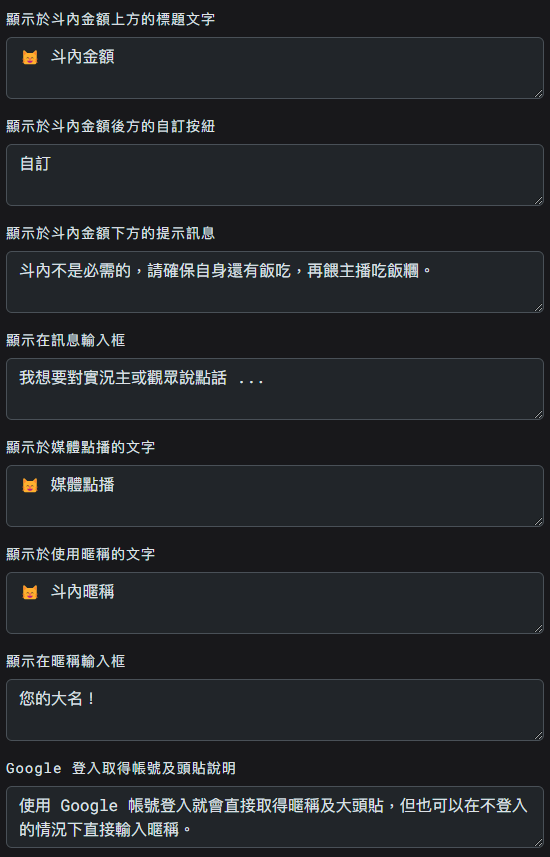 顯示於斗內金額上方的標題文字
😼 斗內金額
顯示於斗內金額後方的自訂按紐
自訂
顯示於斗內金額下方的提示訊息
斗內不是必需的，請確保自身還有飯吃，再餵主播吃飯糰。
顯示在訊息輸入框
我想要對實況主或觀眾說點話 ...
顯示於媒體點播的文字
😼 媒體點播
顯示於使用暱稱的文字
😼 斗內暱稱
顯示在暱稱輸入框
您的大名！
Google 登入取得帳號及頭貼說明
使用 Google 帳號登入就會直接取得暱稱及大頭貼，但也可以在不登入
的情況下直接輸入暱稱。